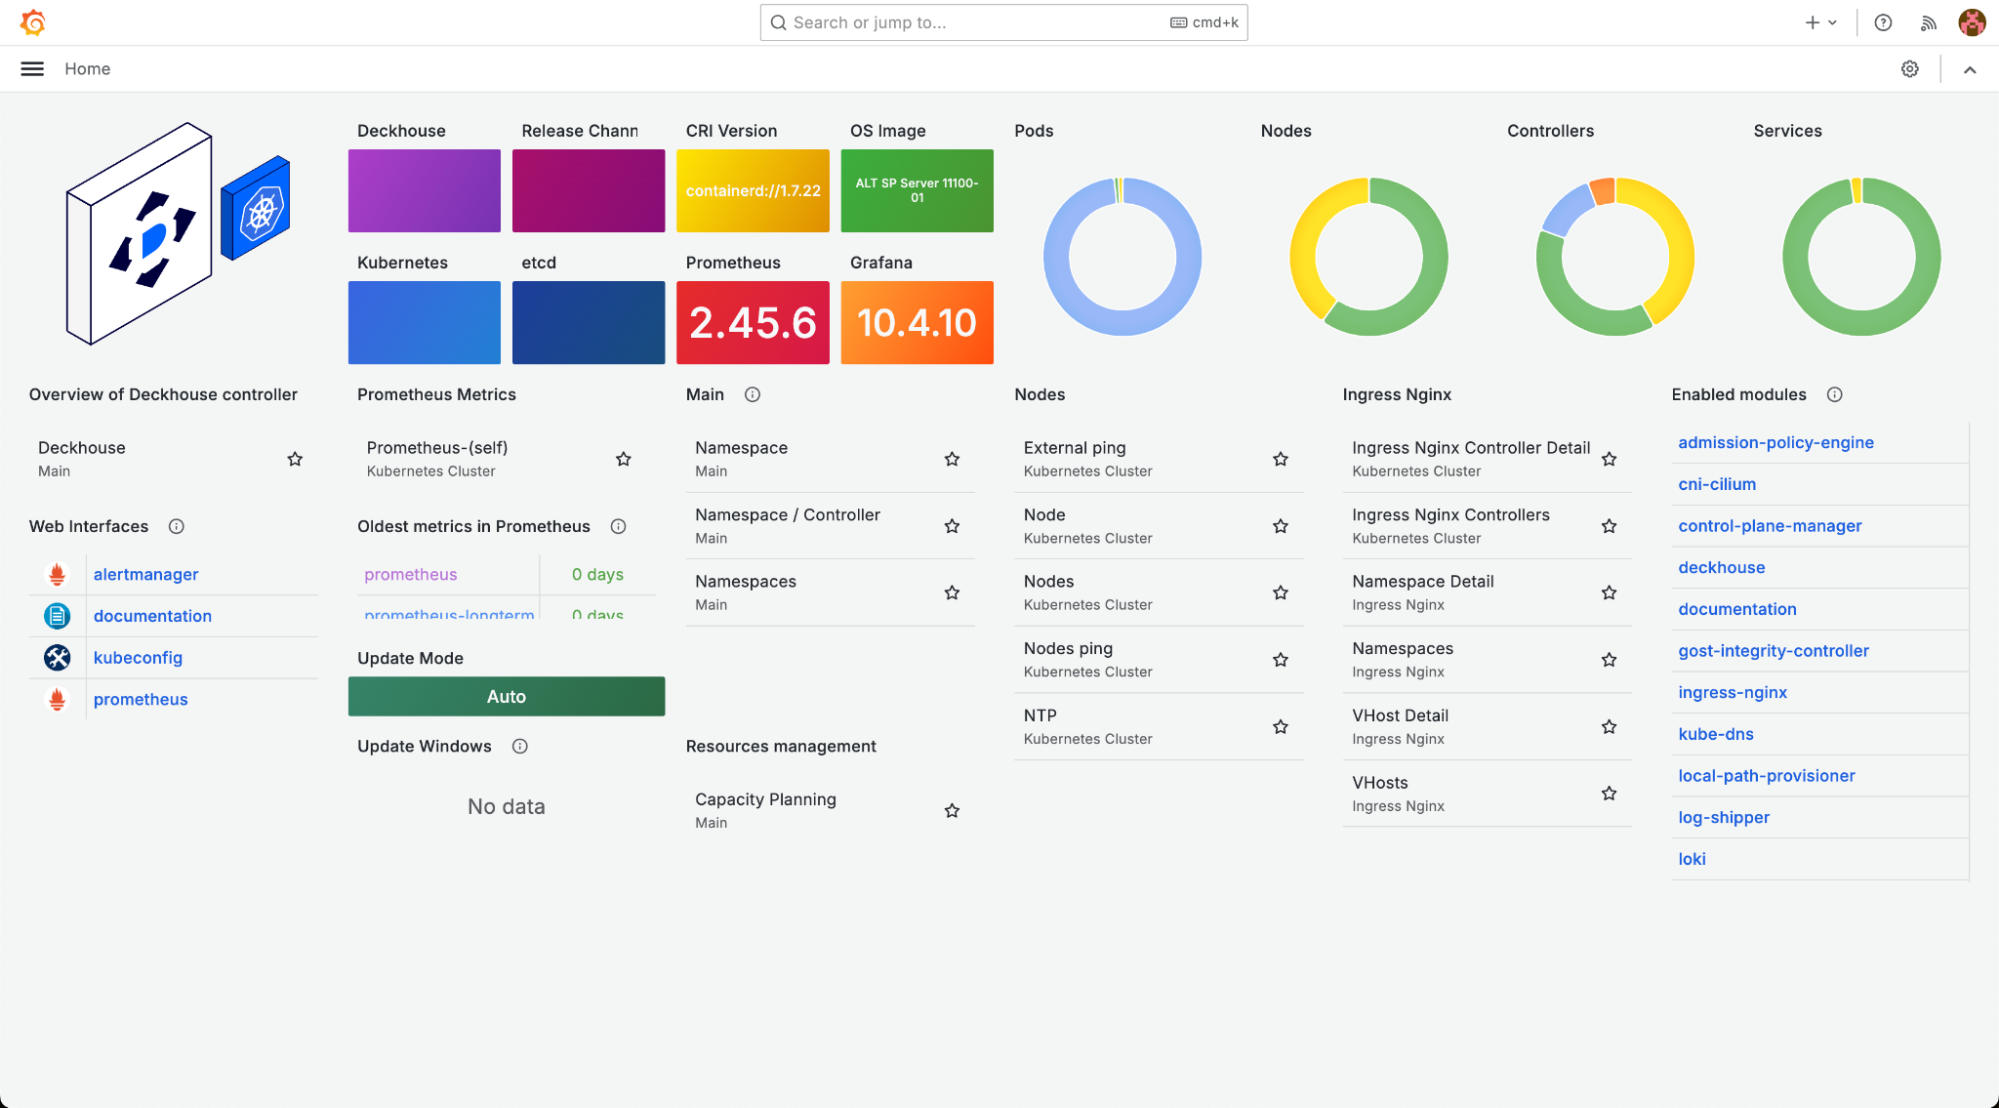 Search or jump to...
cmd+k
Home
Deckhouse
Release Chann
CRI Version
containerd://1.7.22
OS Image
ALT SP Server 11100-
01
Kubernetes
etcd
Prometheus
2.45.6
Grafana
10.4.10
Pods
Nodes
Controllers
Services
Overview of Deckhouse controller
Deckhouse
Main
Web Interfaces
alertmanager
documentation
kubeconfig
prometheus
Prometheus Metrics
Prometheus-(self)
Kubernetes Cluster
Oldest metrics in Prometheus
prometheus 0 days
prometheus-longterm 0 days
Update Mode
Auto
Update Windows
No data
Main
Namespace
Main
Namespace / Controller
Main
Namespaces
Main
Resources management
Capacity Planning
Main
Nodes
External ping
Kubernetes Cluster
Node
Kubernetes Cluster
Nodes
Kubernetes Cluster
Nodes ping
Kubernetes Cluster
NTP
Kubernetes Cluster
Ingress Nginx
Ingress Nginx Controller Detail
Kubernetes Cluster
Ingress Nginx Controllers
Kubernetes Cluster
Namespace Detail
Ingress Nginx
Namespaces
Ingress Nginx
VHost Detail
Ingress Nginx
VHosts
Ingress Nginx
Enabled modules
admission-policy-engine
cni-cilium
control-plane-manager
deckhouse
documentation
gost-integrity-controller
ingress-nginx
kube-dns
local-path-provisioner
log-shipper
loki